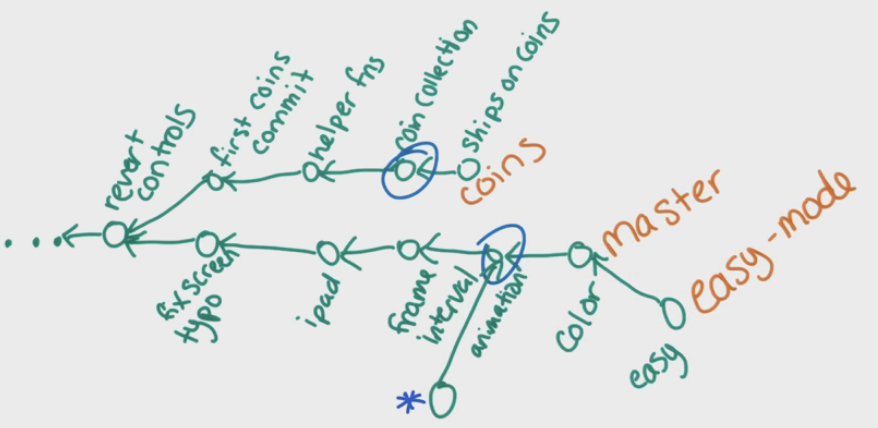 revert
controls
first coins
commit
helper fns
coin collection
ships on coins
coins
fix screen
typo
ipad
frame
interval
animation
color
master
easy
easy-mode
*